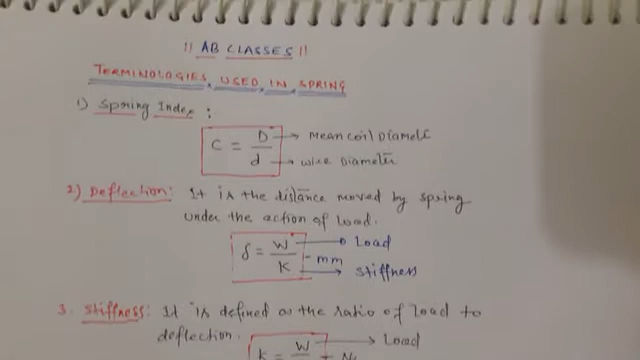 || AB CLASSES ||
TERMINOLOGIES USED IN SPRING
1) Spring Index :
C = D/d → Mean coil Diamete
→ wire Diameter
2) Deflection: It is the distance moved by spring
under the action of load.
δ = W/K - mm → Load
→ Stiffness
3. Stiffness: It is defined as the ratio of load to
deflection.
K = W → Load